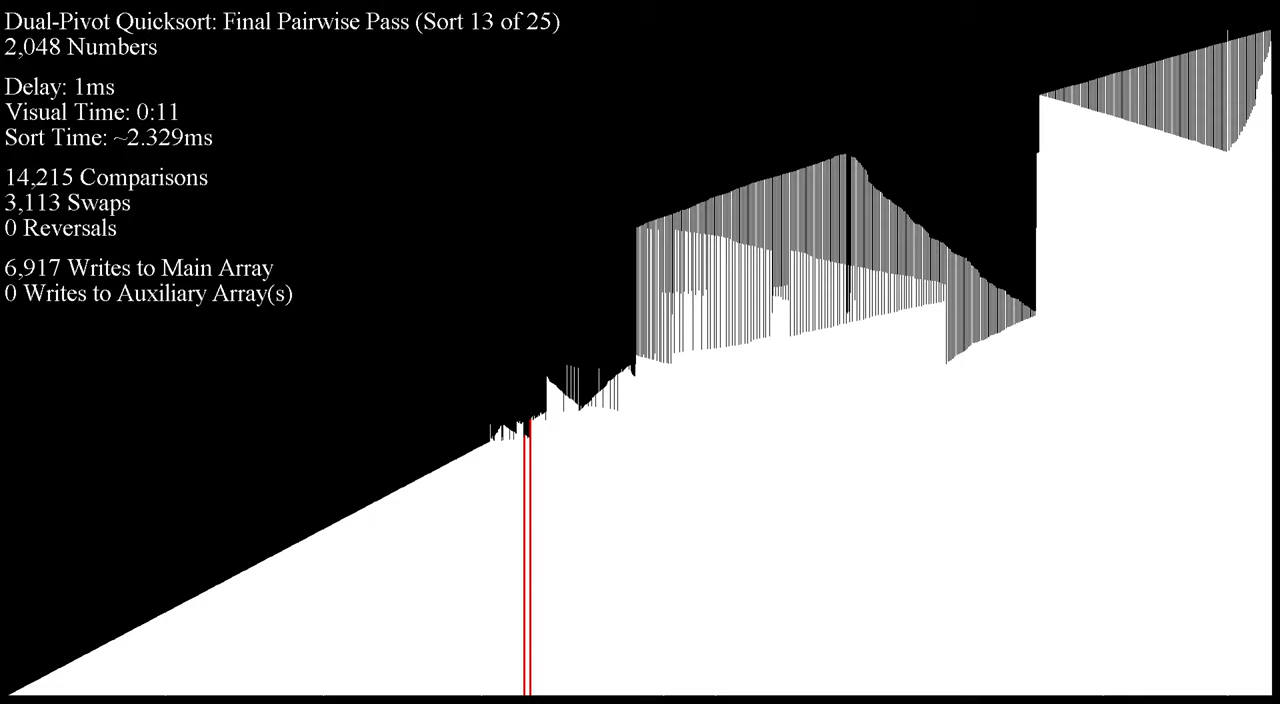 Dual-Pivot Quicksort: Final Pairwise Pass (Sort 13 of 25)
2,048 Numbers
Delay: 1ms
Visual Time: 0:11
Sort Time: ~2.329ms
14,215 Comparisons
3,113 Swaps
0 Reversals
6,917 Writes to Main Array
0 Writes to Auxiliary Array(s)